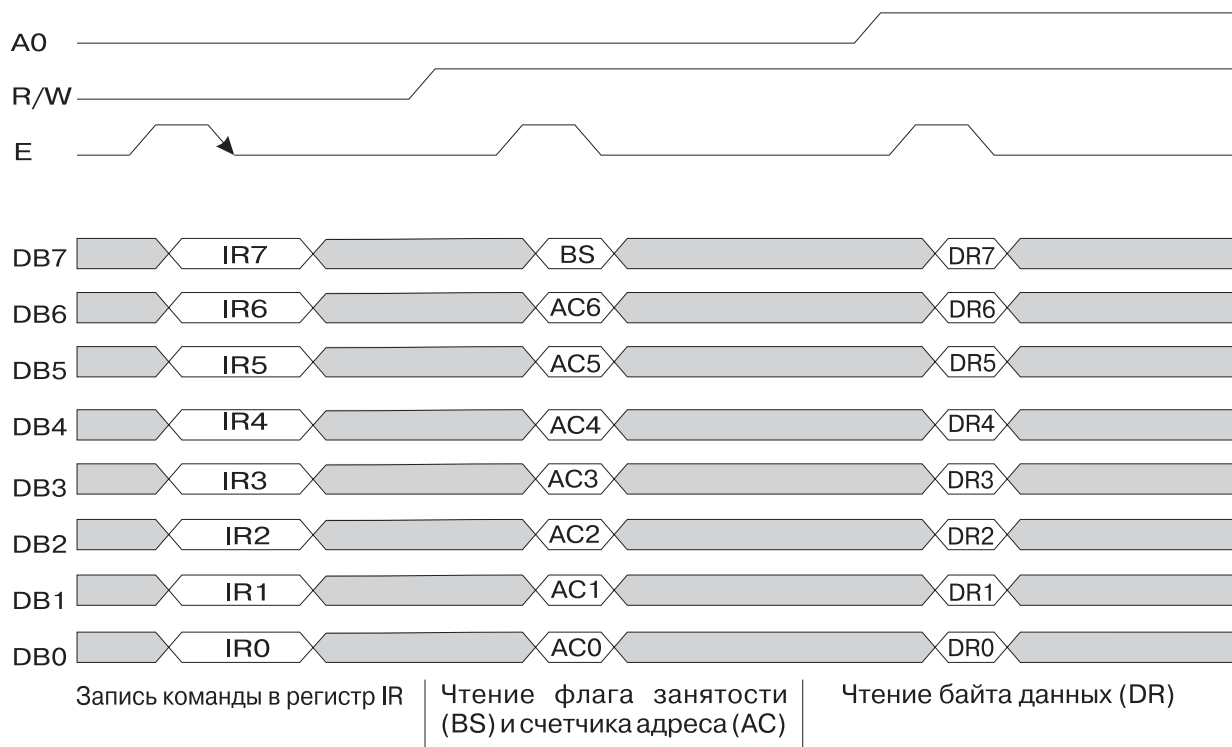 A0
R/W
E
DB7 IR7 BS DR7
DB6 IR6 AC6 DR6
DB5 IR5 AC5 DR5
DB4 IR4 AC4 DR4
DB3 IR3 AC3 DR3
DB2 IR2 AC2 DR2
DB1 IR1 AC1 DR1
DB0 IR0 AC0 DR0
Запись команды в регистр IR
Чтение флага занятости
(BS) и счетчика адреса (AC)
Чтение байта данных (DR)